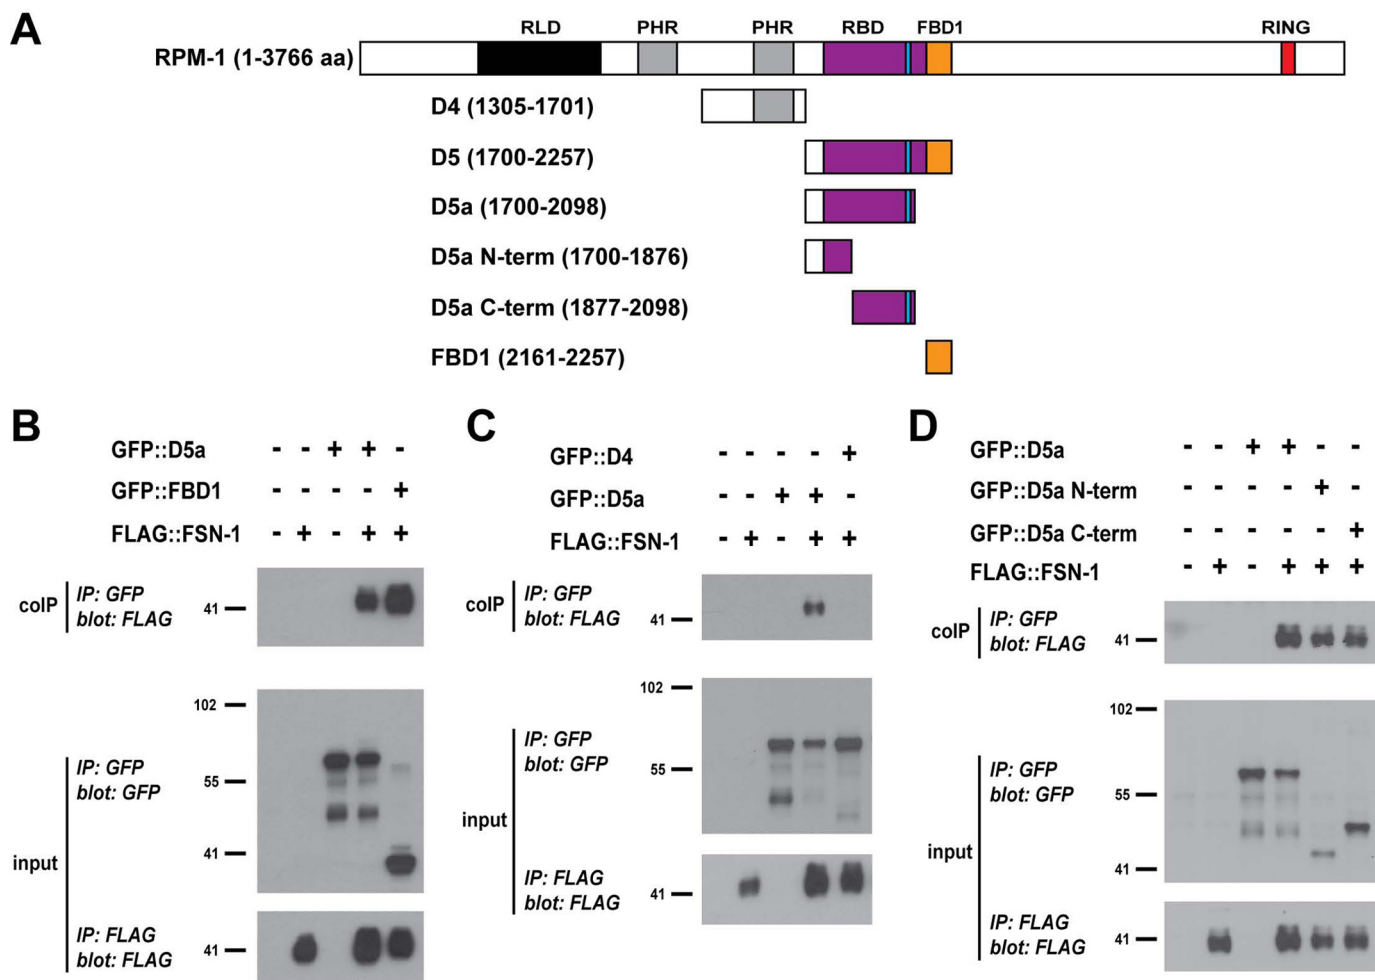 A
RLD PHR PHR RBD FBD1 RING
RPM-1 (1-3766 aa)
D4 (1305-1701)
D5 (1700-2257)
D5a (1700-2098)
D5a N-term (1700-1876)
D5a C-term (1877-2098)
FBD1 (2161-2257)
B
GFP::D5a - - + + -
GFP::FBD1 - - - - +
FLAG::FSN-1 - + - + +
coIP
IP: GFP
blot: FLAG
41
input
IP: GFP
blot: GFP
102
55
41
IP: FLAG
blot: FLAG
41
C
GFP::D4 - - - - +
GFP::D5a - - + + -
FLAG::FSN-1 - + - + +
coIP
IP: GFP
blot: FLAG
41
input
IP: GFP
blot: GFP
102
55
IP: FLAG
blot: FLAG
41
D
GFP::D5a - - + + - -
GFP::D5a N-term - - - - + -
GFP::D5a C-term - - - - - +
FLAG::FSN-1 - + - + + +
coIP
IP: GFP
blot: FLAG
41
input
IP: GFP
blot: GFP
102
55
41
IP: FLAG
blot: FLAG
41